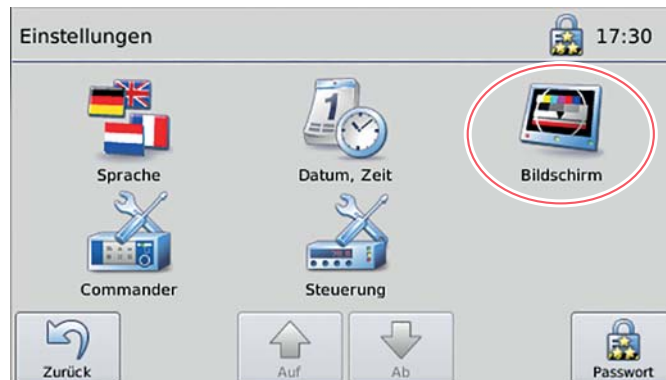 Einstellungen 17:30
Sprache Datum, Zeit Bildschirm
Commander Steuerung
Zurück Auf Ab Passwort